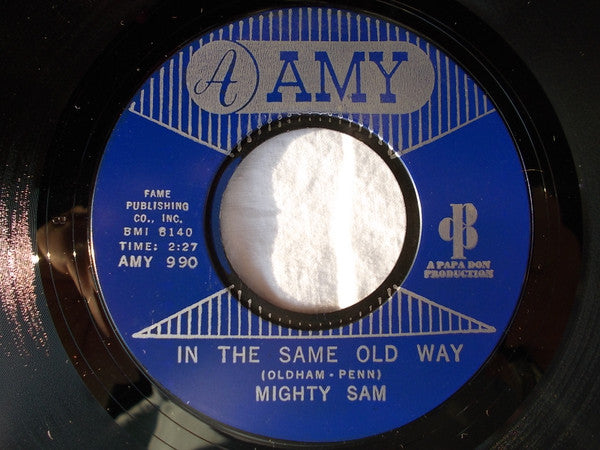 A AMY
FAME
PUBLISHING
CO., INC.
BMI 8140
TIME: 2:27
AMY 990
A PAPA DON
PRODUCTION
IN THE SAME OLD WAY
(OLDHAM - PENN)
MIGHTY SAM